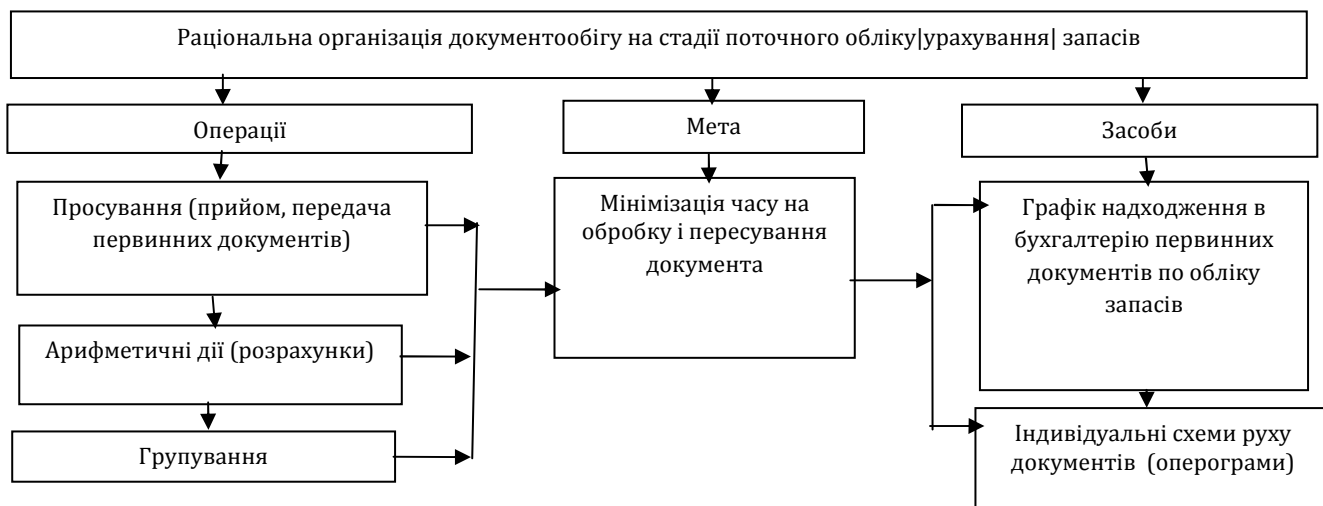 Раціональна організація документообігу на стадії поточного обліку|урахування| запасів
Операції
Мета
Засоби
Просування (прийом, передача
первинних документів)
Мінімізація часу на
обробку і пересування
документа
Графік надходження в
бухгалтерію первинних
документів по обліку
запасів
Арифметичні дії (розрахунки)
Групування
Індивідуальні схеми руху
документів (оперограми)